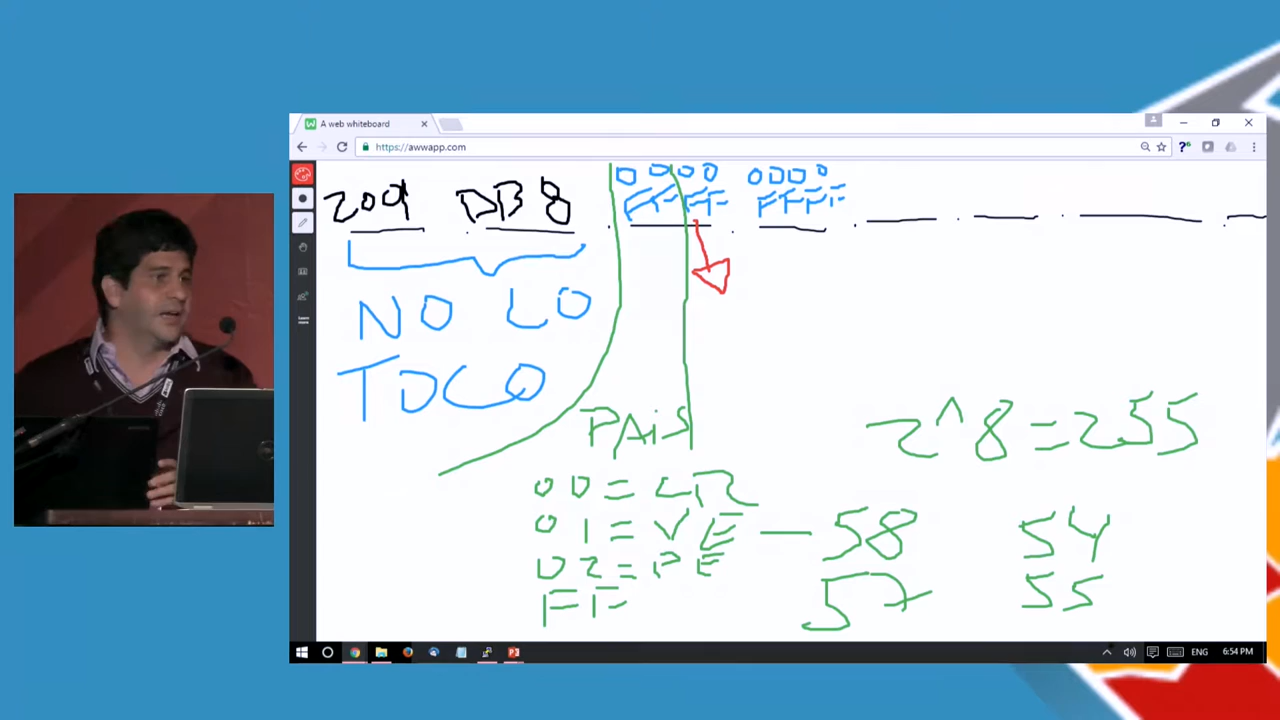 A web whiteboard
https://awwapp.com
0000 0000
2001 DB8 FFFF FFFF
NO LO
TOCO
PAIS
2^8=255
00=CR
01=VE — 58 54
02=PE
FF 57 55
ENG 6:54 PM